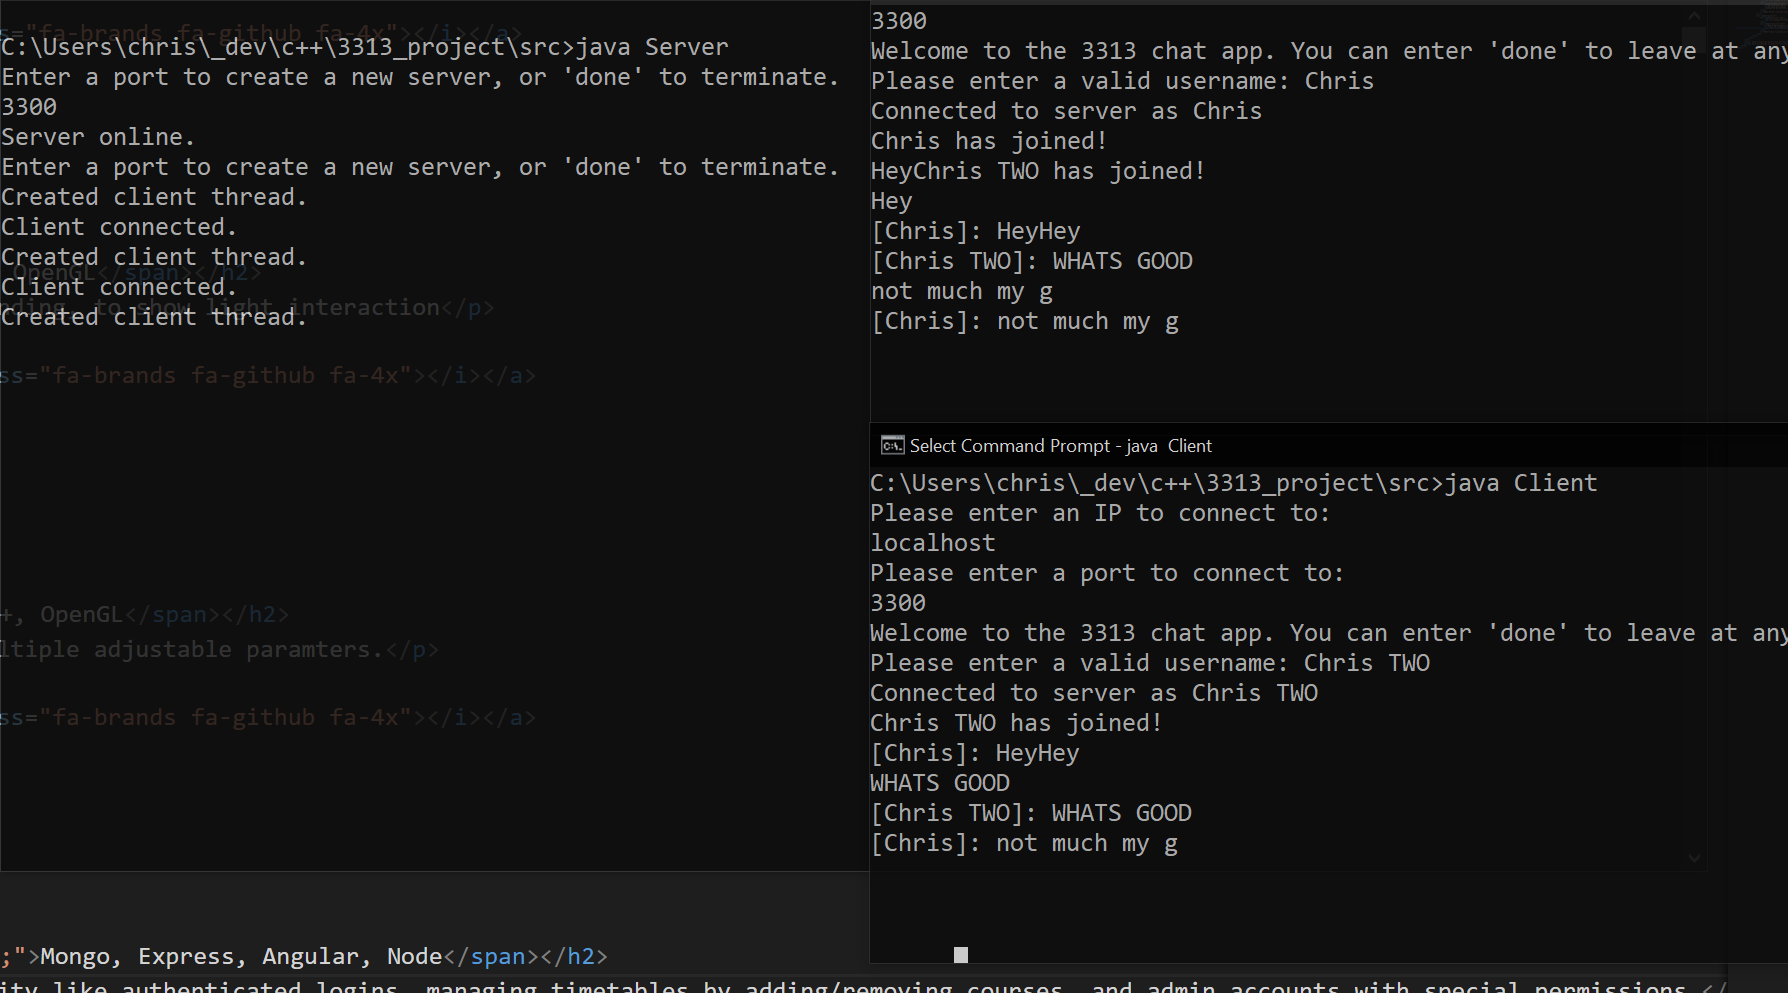 s="fa-brands fa-github fa-4x"></i></a>
C:\Users\chris\_dev\c++\3313_project\src>java Server
Enter a port to create a new server, or 'done' to terminate.
3300
Server online.
Enter a port to create a new server, or 'done' to terminate.
Created client thread.
Client connected.
Created client thread.
OpenGL</span></h2>
Client connected.
nding, to show light interaction</p>
Created client thread.
ss="fa-brands fa-github fa-4x"></i></a>
+, OpenGL</span></h2>
ltiple adjustable paramters.</p>
ss="fa-brands fa-github fa-4x"></i></a>
3300
Welcome to the 3313 chat app. You can enter 'done' to leave at any
Please enter a valid username: Chris
Connected to server as Chris
Chris has joined!
HeyChris TWO has joined!
Hey
[Chris]: HeyHey
[Chris TWO]: WHATS GOOD
not much my g
[Chris]: not much my g
Select Command Prompt - java  Client
C:\Users\chris\_dev\c++\3313_project\src>java Client
Please enter an IP to connect to:
localhost
Please enter a port to connect to:
3300
Welcome to the 3313 chat app. You can enter 'done' to leave at any
Please enter a valid username: Chris TWO
Connected to server as Chris TWO
Chris TWO has joined!
[Chris]: HeyHey
WHATS GOOD
[Chris TWO]: WHATS GOOD
[Chris]: not much my g
;">Mongo, Express, Angular, Node</span></h2>
ity like authenticated logins, managing timetables by adding/removing courses, and admin accounts with special permissions.</